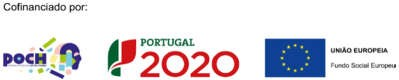 Cofinanciado por:
POCH
PORTUGAL
2020
UNIÃO EUROPEIA
Fundo Social Europeu